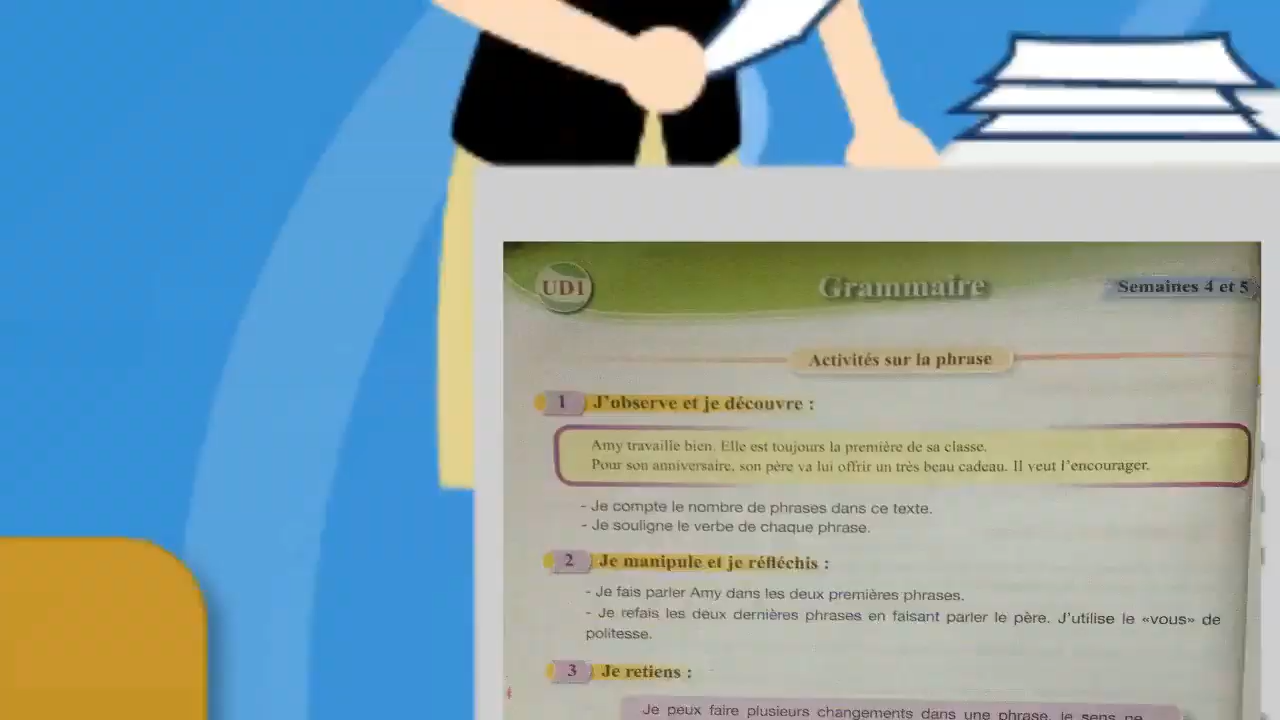 UD1
Grammaire
Semaines 4 et 5
Activités sur la phrase
1 J'observe et je découvre :
Amy travaille bien. Elle est toujours la première de sa classe.
Pour son anniversaire, son père va lui offrir un très beau cadeau. Il veut l'encourager.
- Je compte le nombre de phrases dans ce texte.
- Je souligne le verbe de chaque phrase.
2 Je manipule et je réfléchis :
- Je fais parler Amy dans les deux premières phrases.
- Je refais les deux dernières phrases en faisant parler le père. J'utilise le «vous» de
politesse.
3 Je retiens :
Je peux faire plusieurs changements dans une phrase, le sens ne